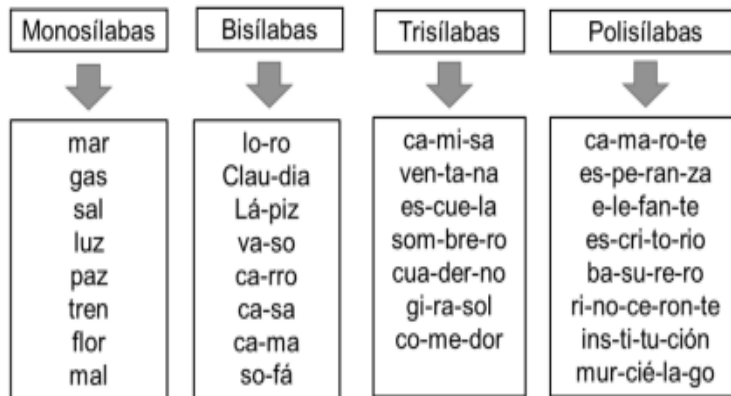 Monosílabas
mar
gas
sal
luz
paz
tren
flor
mal
Bisílabas
lo-ro
Clau-dia
Lá-piz
va-so
ca-rro
ca-sa
ca-ma
so-fá
Trisílabas
ca-mi-sa
ven-ta-na
es-cue-la
som-bre-ro
cua-der-no
gi-ra-sol
co-me-dor
Polisílabas
ca-ma-ro-te
es-pe-ran-za
e-le-fan-te
es-cri-to-rio
ba-su-re-ro
ri-no-ce-ron-te
ins-ti-tu-ción
mur-cié-la-go